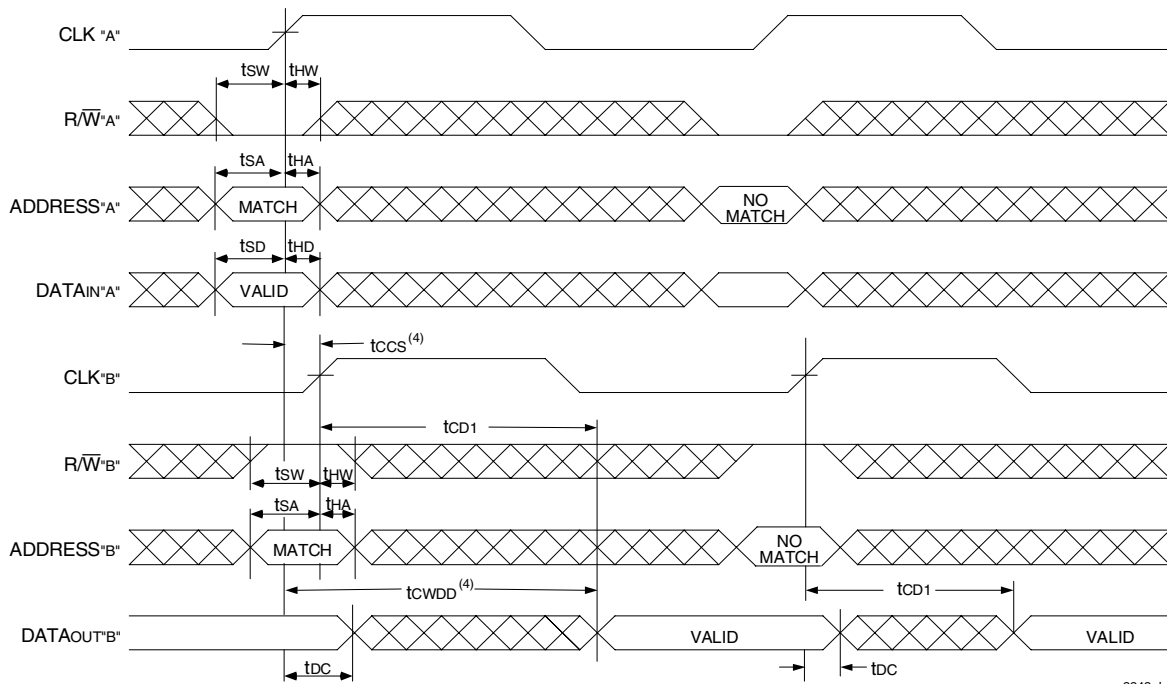 CLK "A"
tSW tHW
R/W̅"A"
tSA tHA
ADDRESS"A" MATCH NO MATCH
tSD tHD
DATAIN"A" VALID
tCCS(4)
CLK"B"
tCD1
R/W̅"B"
tSW tHW
tSA tHA
ADDRESS"B" MATCH NO MATCH
tCWDD(4) tCD1
DATAOUT"B" VALID VALID
tDC tDC